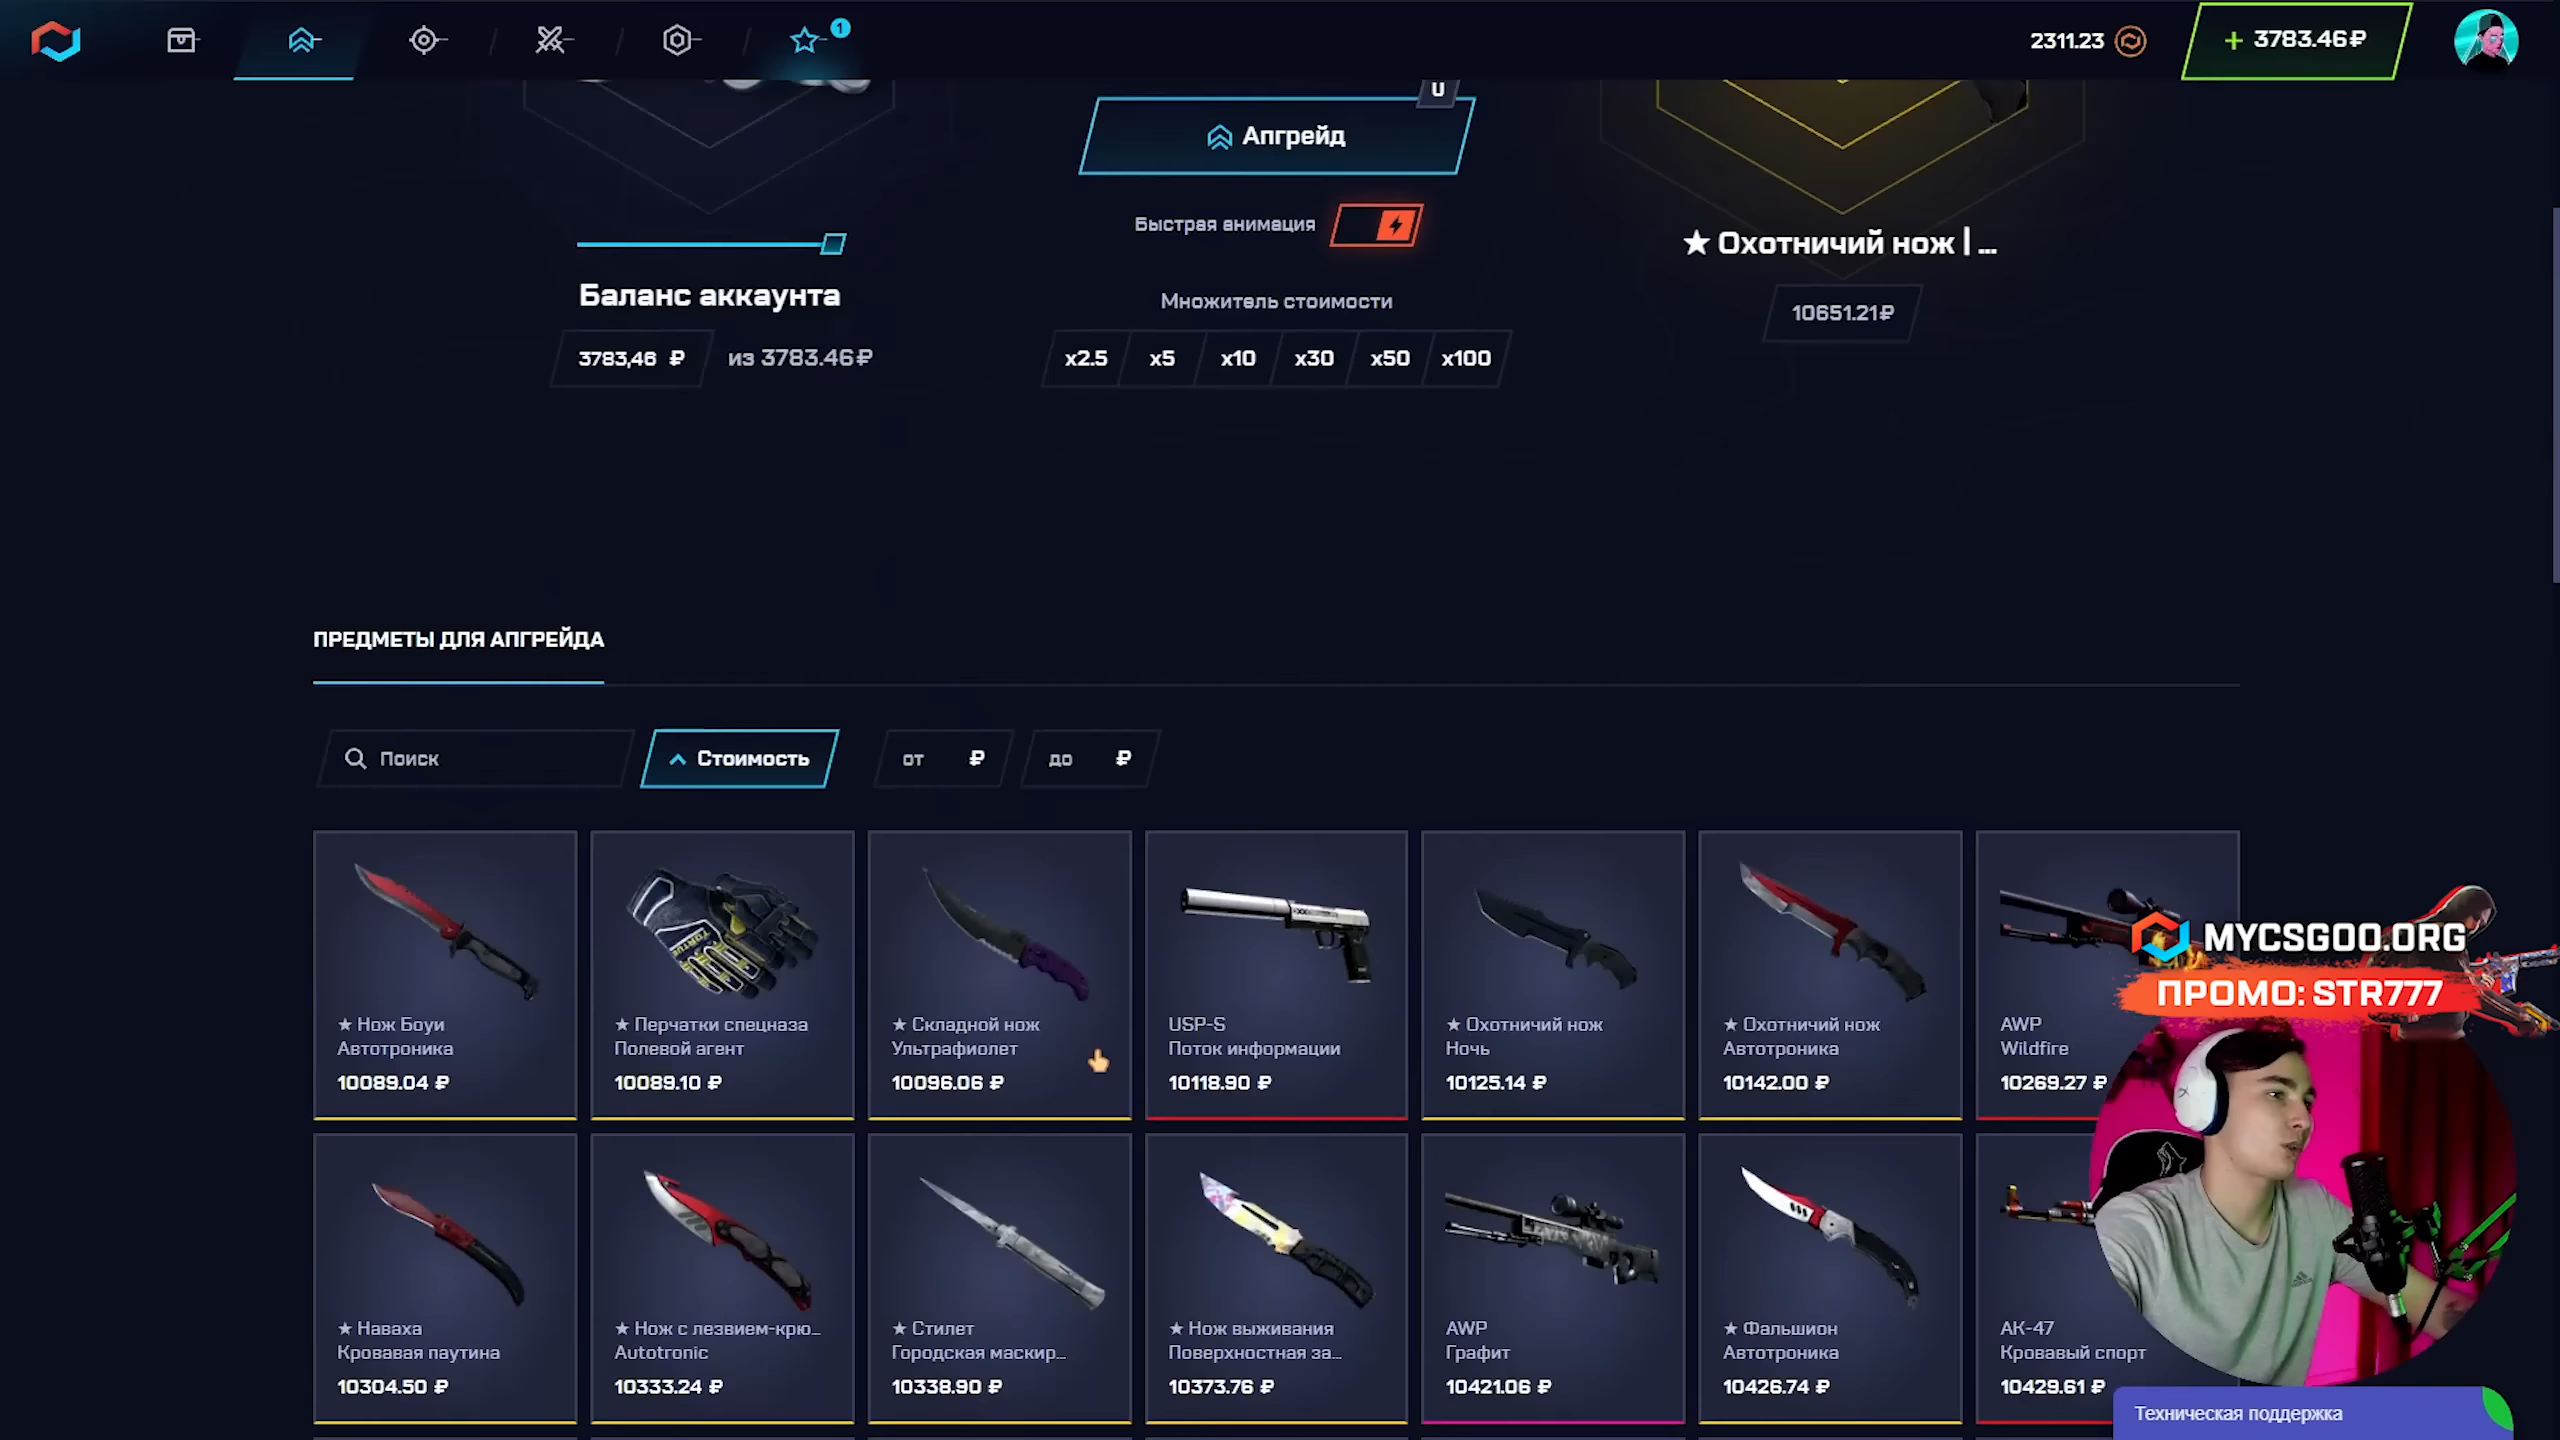 1
2311.23
+ 3783.46₽
U
Апгрейд
Быстрая анимация
★ Охотничий нож | ...
Баланс аккаунта
Множитель стоимости
10651.21₽
3783,46 ₽
из 3783.46₽
x2.5
x5
x10
x30
x50
x100
ПРЕДМЕТЫ ДЛЯ АПГРЕЙДА
Поиск
Стоимость
от ₽
до ₽
★ Нож Боуи
Автотроника
10089.04 ₽
★ Перчатки спецназа
Полевой агент
10089.10 ₽
★ Складной нож
Ультрафиолет
10096.06 ₽
USP-S
Поток информации
10118.90 ₽
★ Охотничий нож
Ночь
10125.14 ₽
★ Охотничий нож
Автотроника
10142.00 ₽
AWP
Wildfire
10269.27 ₽
MYCSGOO.ORG
ПРОМО: STR777
★ Наваха
Кровавая паутина
10304.50 ₽
★ Нож с лезвием-крю...
Autotronic
10333.24 ₽
★ Стилет
Городская маскир...
10338.90 ₽
★ Нож выживания
Поверхностная за...
10373.76 ₽
AWP
Графит
10421.06 ₽
★ Фальшион
Автотроника
10426.74 ₽
АК-47
Кровавый спорт
10429.61 ₽
Техническая поддержка